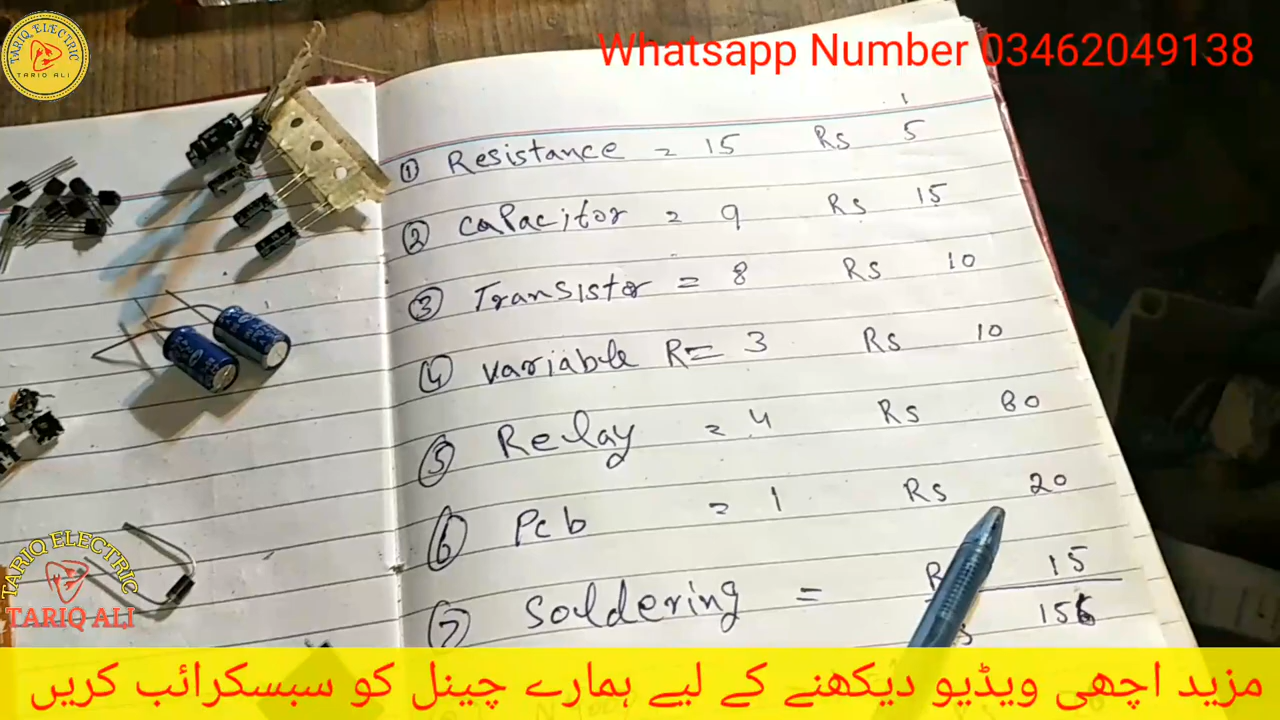 TARIQ ELECTRIC
TARIQ ALI
Whatsapp Number 03462049138
1
① Resistance = 15 Rs 5
② Capacitor = 9 Rs 15
③ Transistor = 8 Rs 10
④ variable R= 3 Rs 10
⑤ Relay = 4 Rs 80
⑥ Pcb = 1 Rs 20
⑦ Soldering = R 15
156
TARIQ ELECTRIC
TARIQ ALI
مزید اچھی ویڈیو دیکھنے کے لیے ہمارے چینل کو سبسکرائب کریں